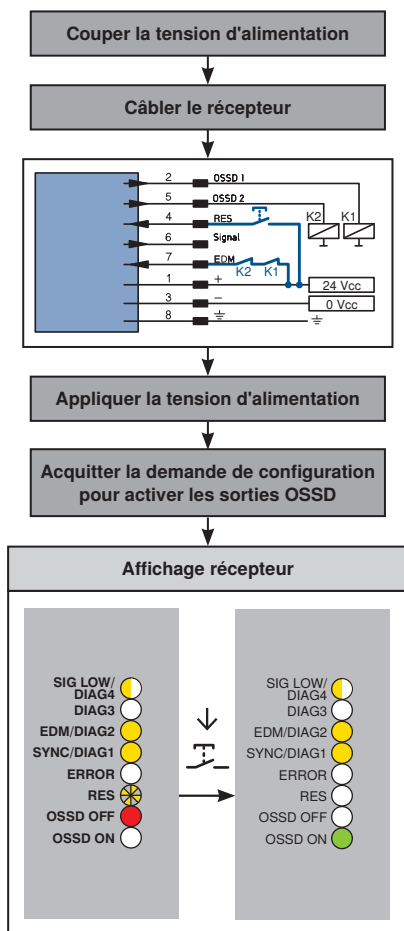 Couper la tension d'alimentation
Câbler le récepteur
2 OSSD 1
5 OSSD 2
4 RES K2 K1
6 Signal
7 EDM
K2 K1
1 + 24 Vcc
3 – 0 Vcc
8
Appliquer la tension d'alimentation
Acquitter la demande de configuration
pour activer les sorties OSSD
Affichage récepteur
SIG LOW/
DIAG4
DIAG3
EDM/DIAG2
SYNC/DIAG1
ERROR
RES
OSSD OFF
OSSD ON
SIG LOW/
DIAG4
DIAG3
EDM/DIAG2
SYNC/DIAG1
ERROR
RES
OSSD OFF
OSSD ON